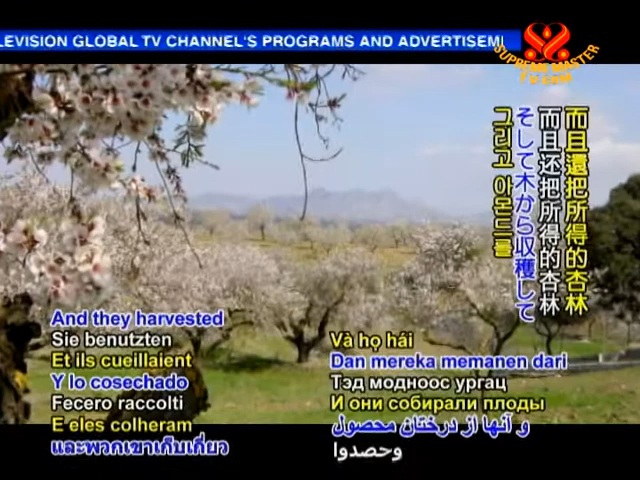 LEVISION GLOBAL TV CHANNEL'S PROGRAMS AND ADVERTISEM
SUPREME MASTER
TV.COM
而且還把所得的杏林
而且还把所得的杏林
そして木から収穫して
그리고 아몬드를
And they harvested
Sie benutzten
Et ils cueillaient
Y lo cosechado
Fecero raccolti
E eles colheram
และพวกเขาเก็บเกี่ยว
Và họ hái
Dan mereka memanen dari
Тэд модноос ургац
И они собирали плоды
و آنها از درختان محصول
وحصدوا